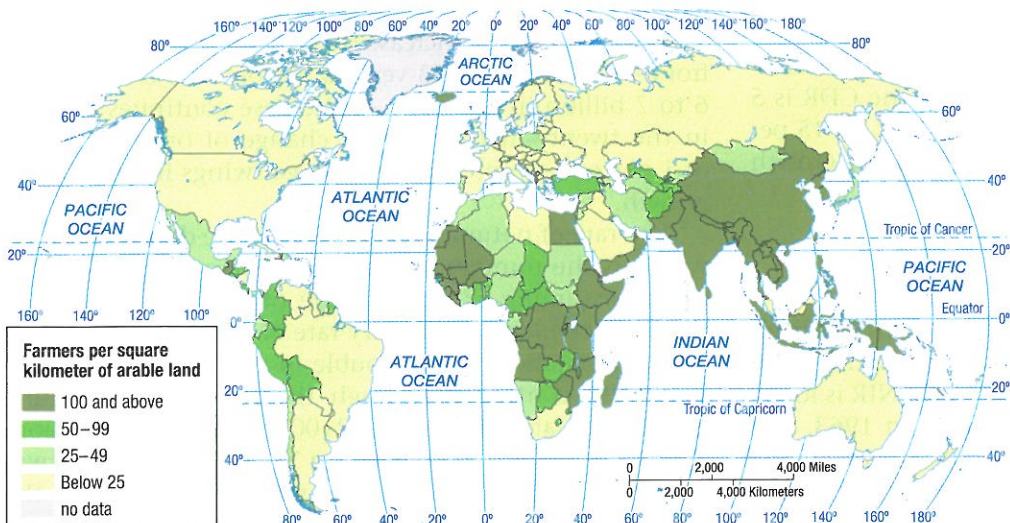 160° 140° 120° 100° 80° 60° 40° 20° 0° 20° 40° 60° 80° 100° 120° 140° 160° 180°
80° 80°
ARCTIC
OCEAN
60° 60°
40° 40°
PACIFIC
OCEAN
ATLANTIC
OCEAN
Tropic of Cancer
20° 20°
PACIFIC
OCEAN
160° 140° 120° 100°
Equator
0° 0°
INDIAN
OCEAN
ATLANTIC
OCEAN
20° 20°
Tropic of Capricorn
40° 40°
Farmers per square
kilometer of arable land
100 and above
50–99
25–49
Below 25
no data
0 2,000 4,000 Miles
0 2,000 4,000 Kilometers
80° 60° 40° 20° 0° 20° 40° 60° 80° 100° 120° 140° 160° 180°